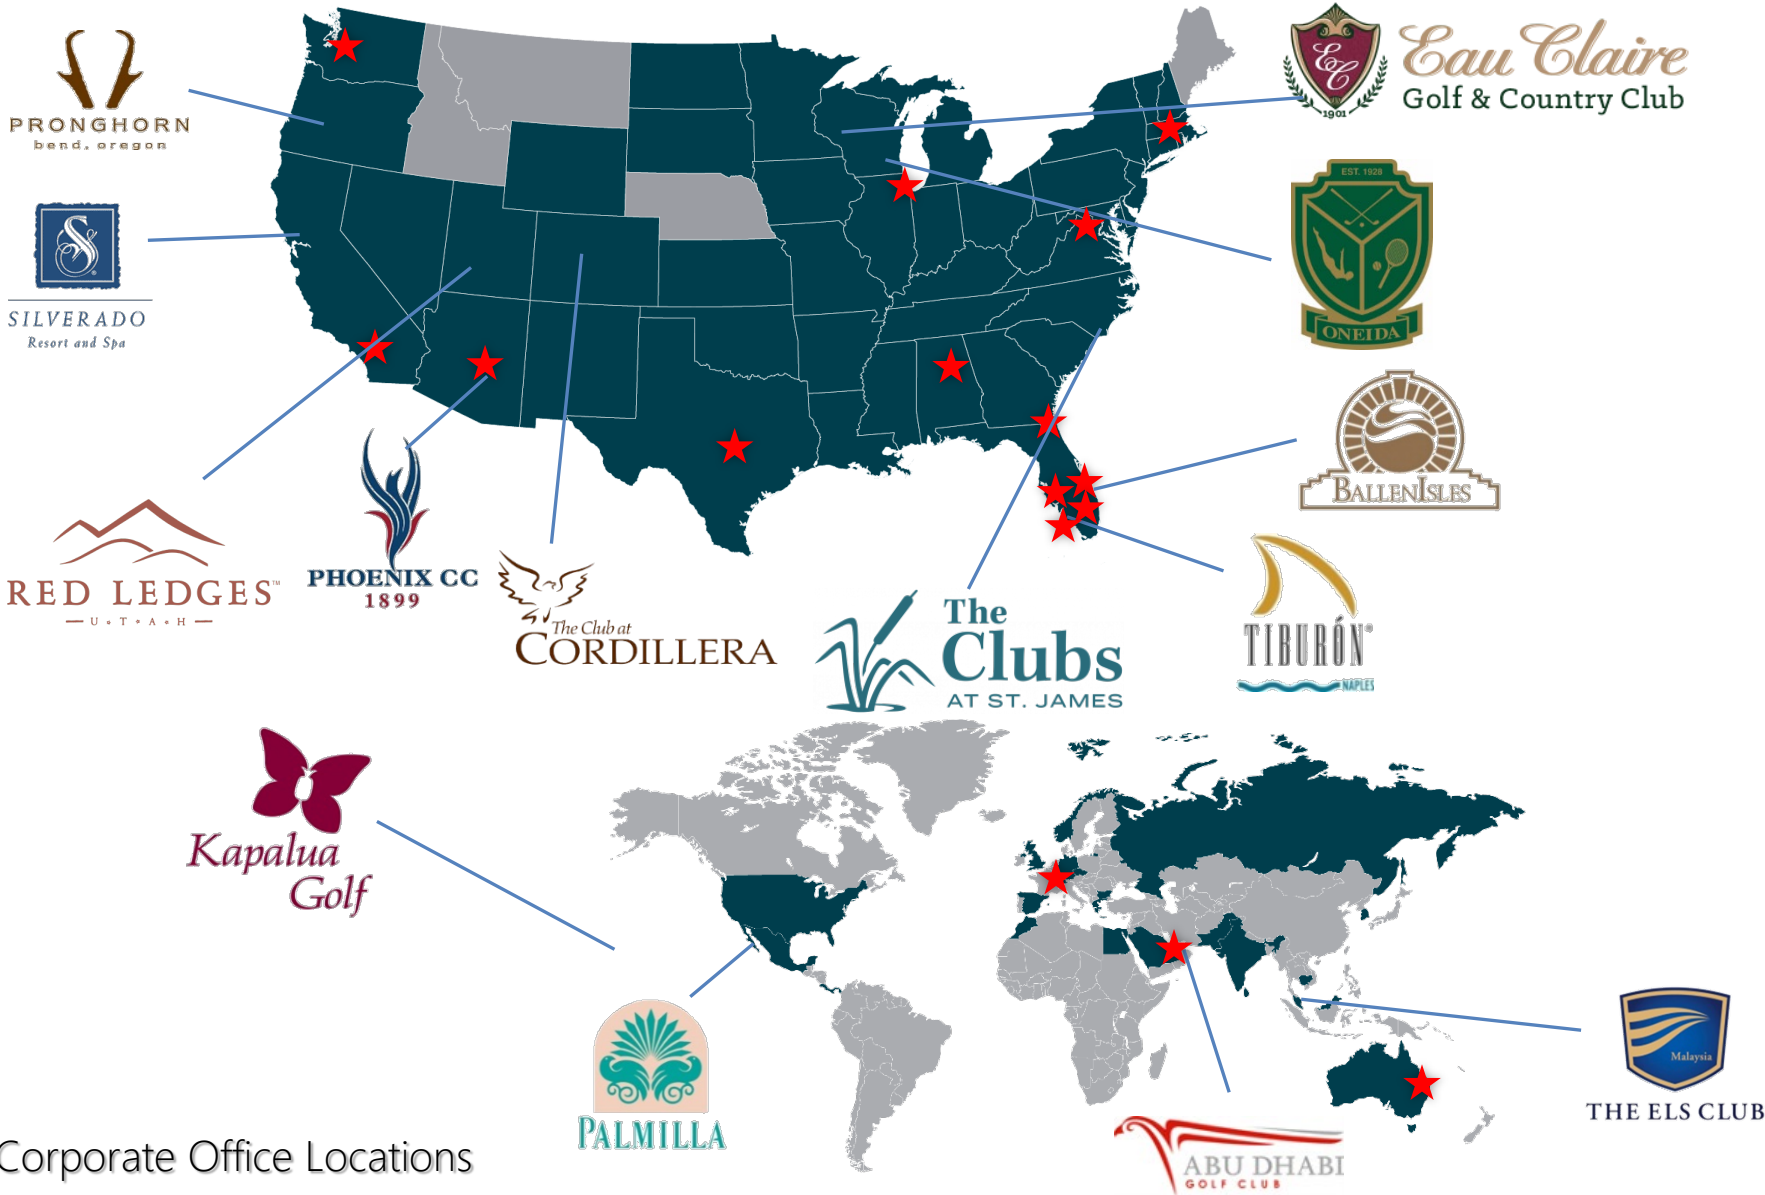 PRONGHORN
bend, oregon
EC
1901
Eau Claire
Golf & Country Club
EST. 1928
ONEIDA
S
SILVERADO
Resort and Spa
BALLENISLES
RED LEDGES™
U•T•A•H
PHOENIX CC
1899
The Club at
CORDILLERA
The
Clubs
AT ST. JAMES
TIBURÓN®
NAPLES
Kapalua
Golf
PALMILLA
ABU DHABI
GOLF CLUB
Malaysia
THE ELS CLUB
Corporate Office Locations